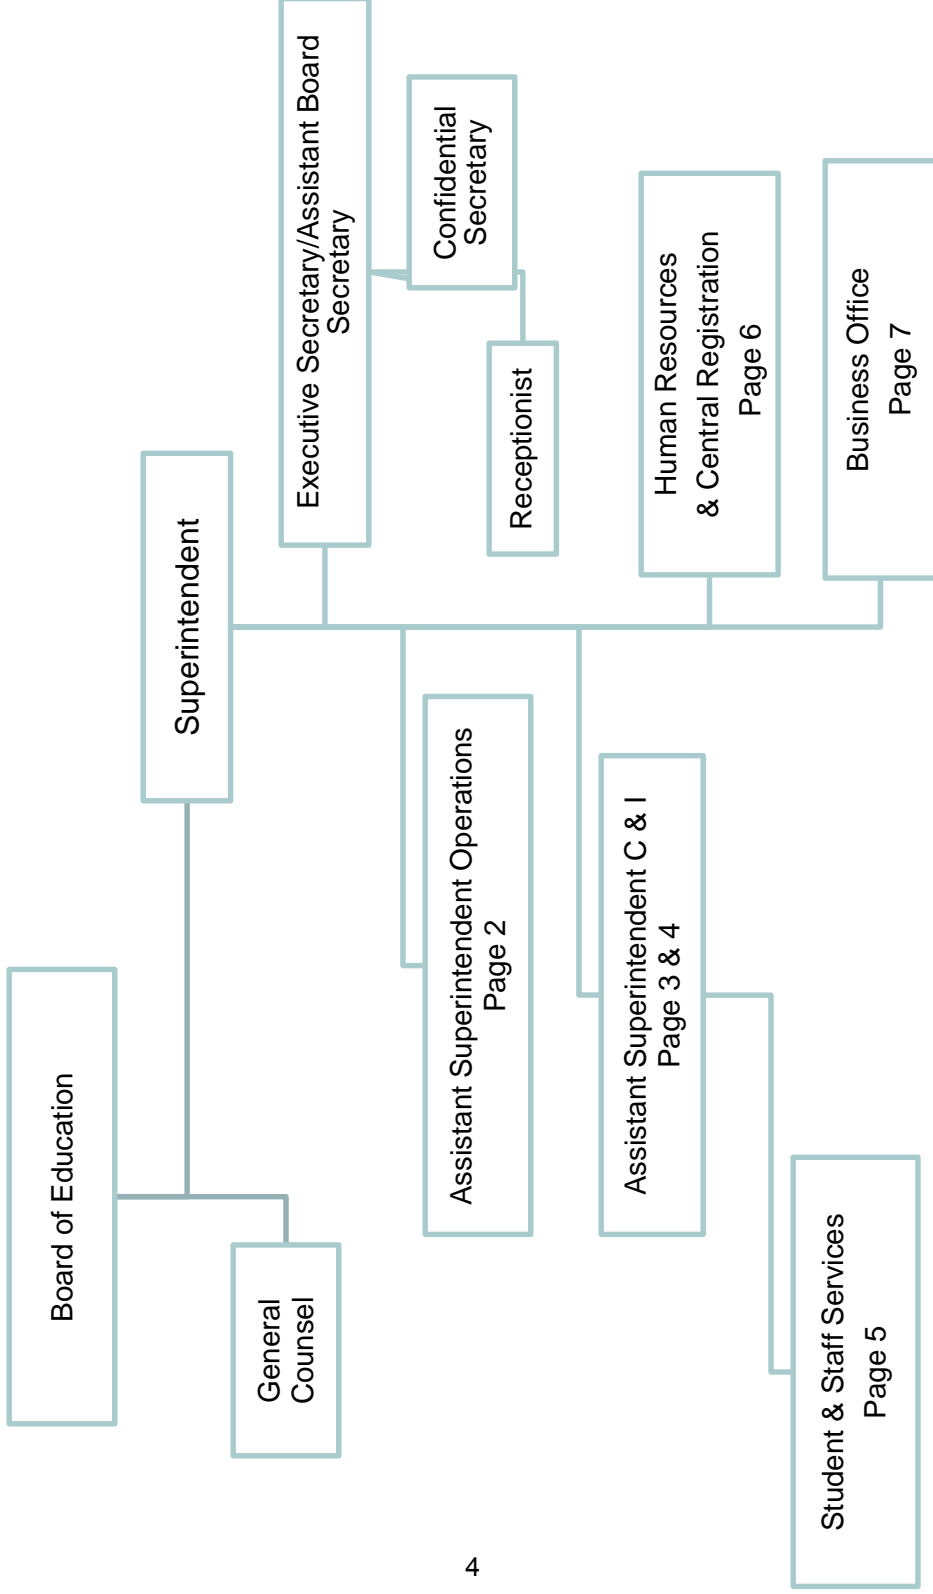 Board of Education
Superintendent
General
Counsel
Executive Secretary/Assistant Board
Secretary
Confidential
Secretary
Receptionist
Assistant Superintendent Operations
Page 2
Assistant Superintendent C & I
Page 3 & 4
Human Resources
& Central Registration
Page 6
Student & Staff Services
Page 5
Business Office
Page 7
4